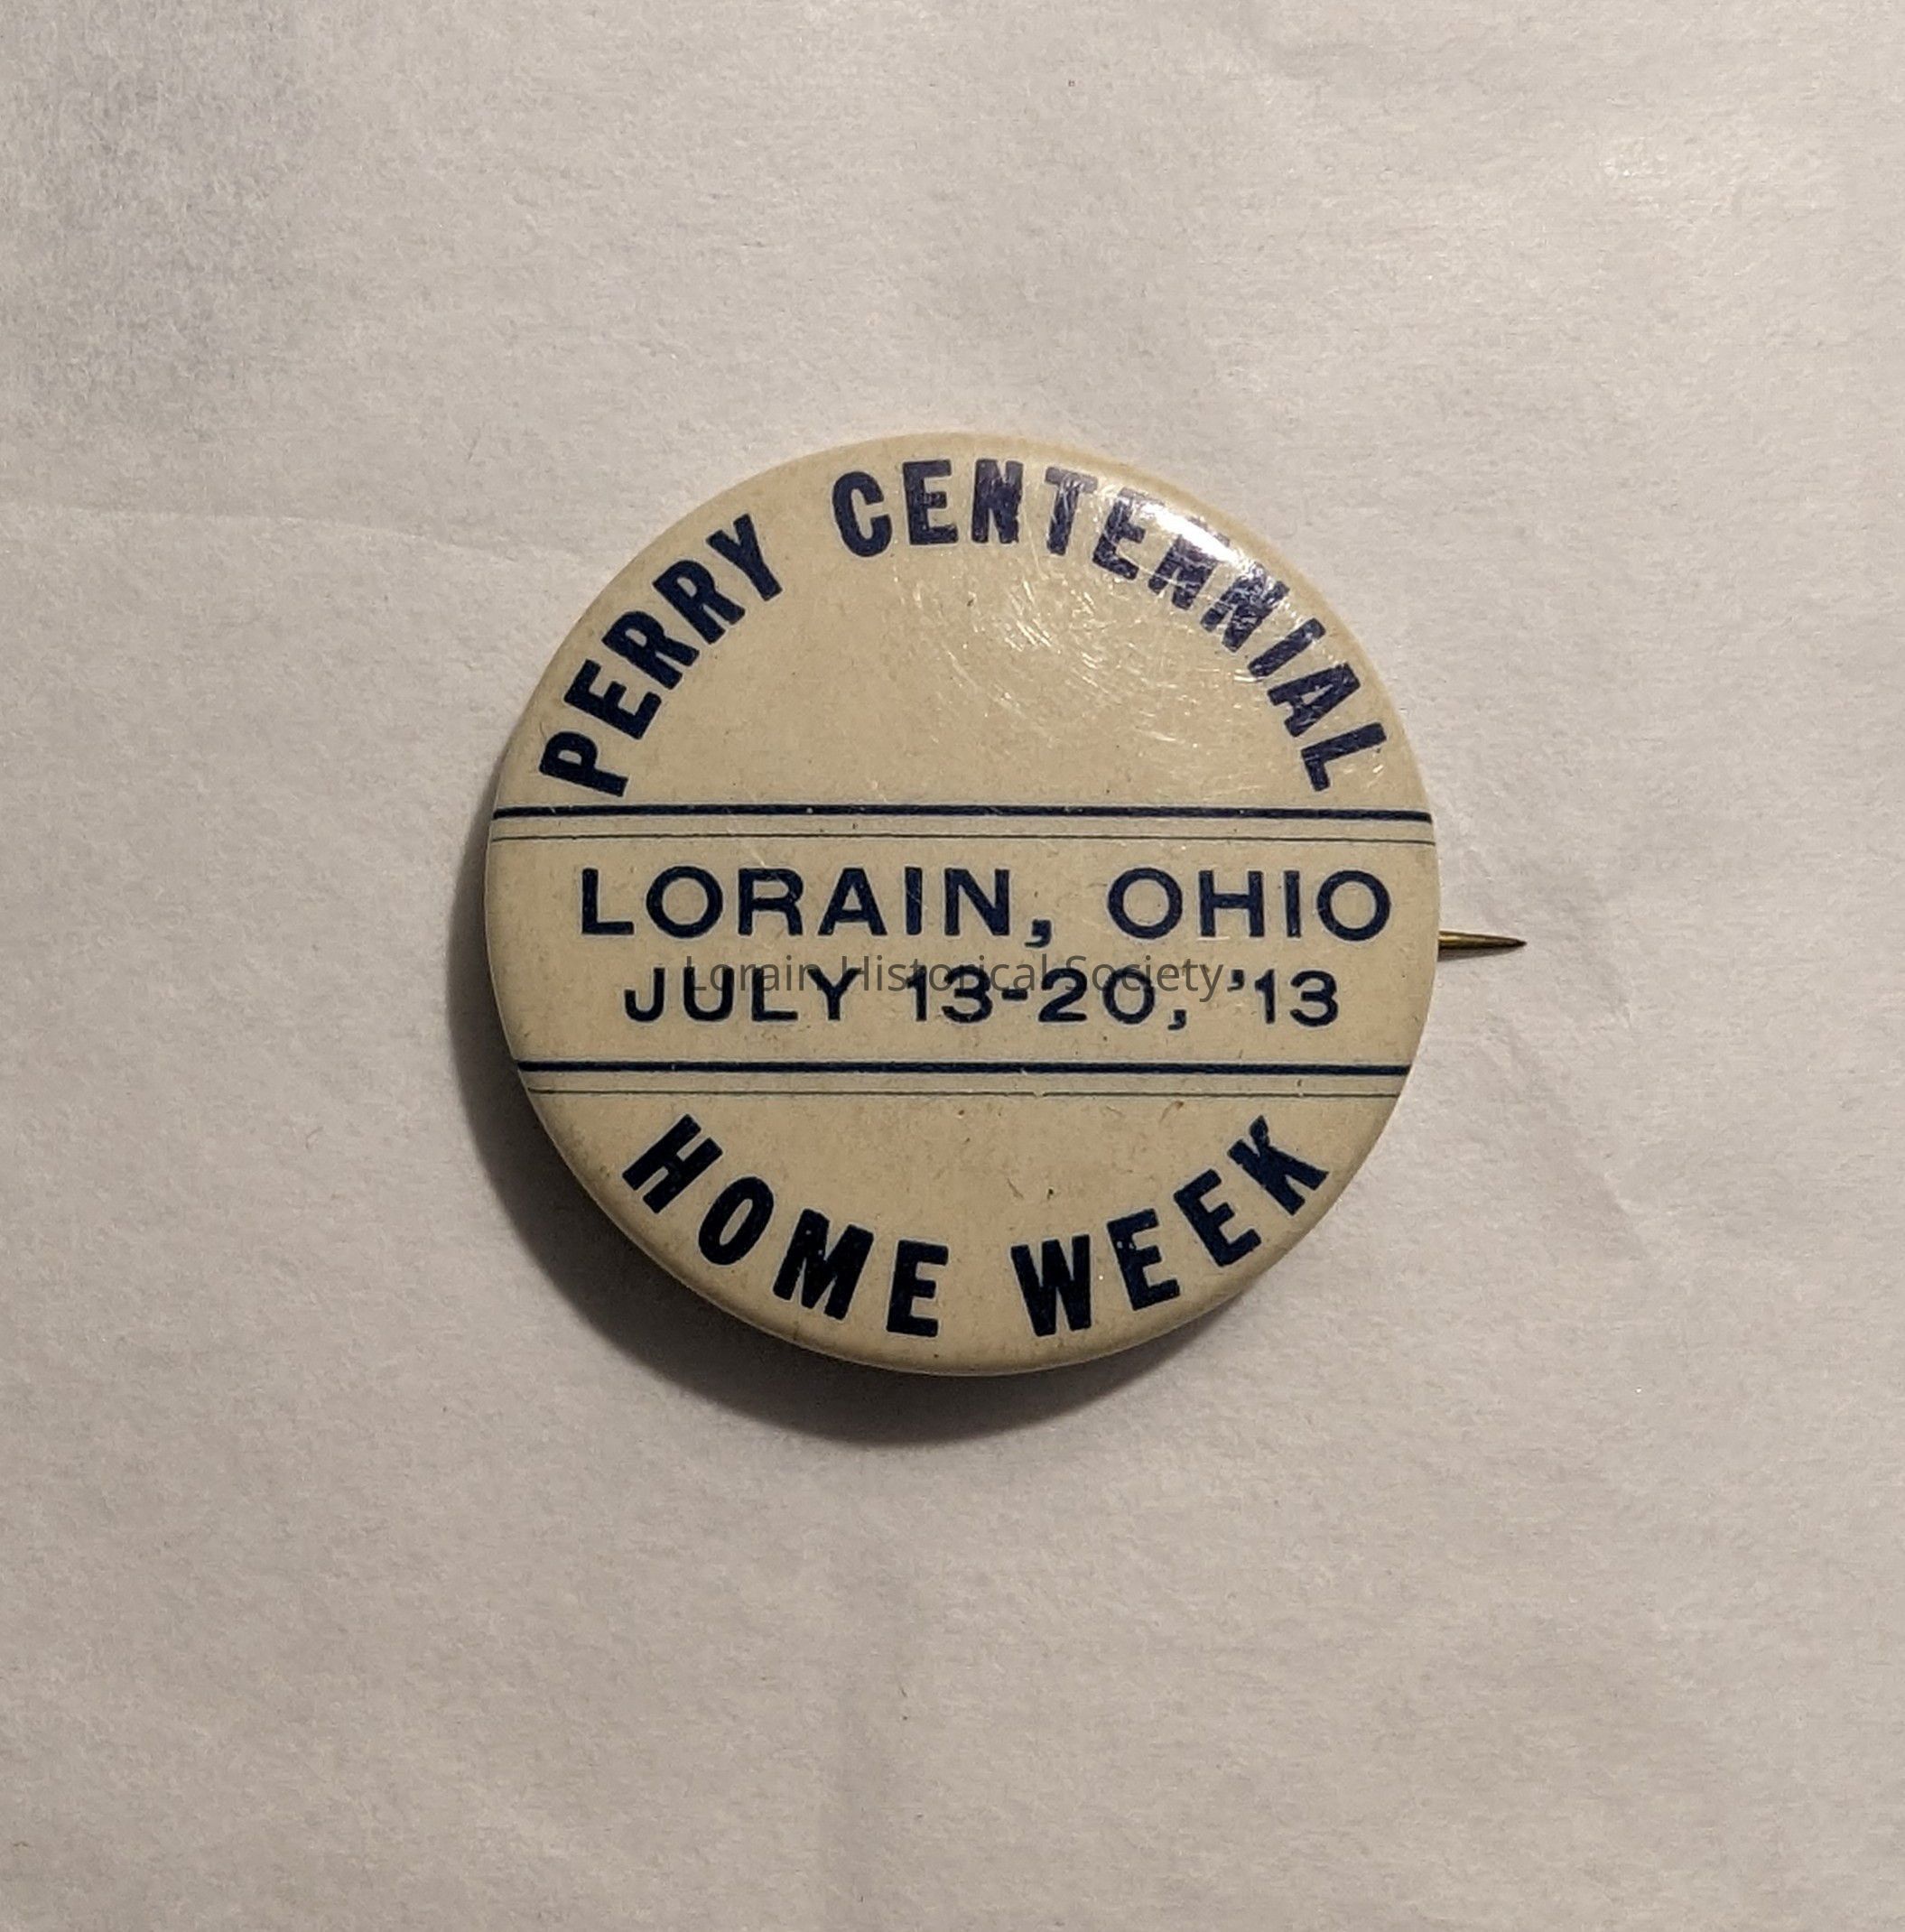 PERRY CENTENNIAL
LORAIN, OHIO
Lorain Historical Society
JULY 13-20, '13
HOME WEEK